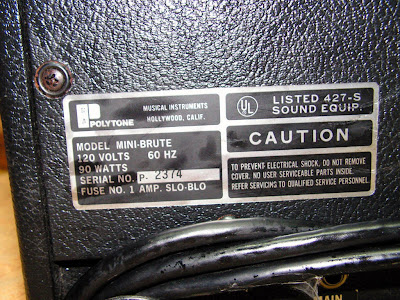 POLYTONE
MUSICAL INSTRUMENTS
HOLLYWOOD, CALIF.
MODEL MINI-BRUTE
120 VOLTS 60 HZ
90 WATTS
SERIAL NO. P- 2374
FUSE NO. 1 AMP. SLO-BLO
UL
LISTED 427-S
SOUND EQUIP.
CAUTION
TO PREVENT ELECTRICAL SHOCK, DO NOT REMOVE
COVER. NO USER SERVICEABLE PARTS INSIDE.
REFER SERVICING TO QUALIFIED SERVICE PERSONNEL.
MAIN